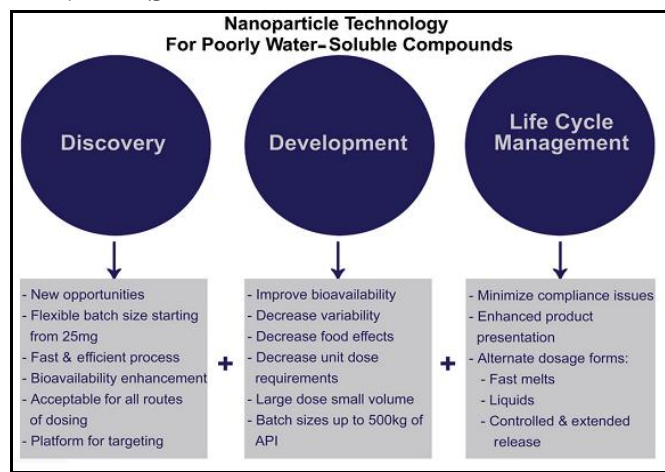 Nanoparticle Technology
For Poorly Water-Soluble Compounds
Discovery
- New opportunities
- Flexible batch size starting
from 25mg
- Fast & efficient process
- Bioavailability enhancement
- Acceptable for all routes
of dosing
- Platform for targeting
+
Development
- Improve bioavailability
- Decrease variability
- Decrease food effects
- Decrease unit dose
requirements
- Large dose small volume
- Batch sizes up to 500kg of
API
+
Life Cycle
Management
- Minimize compliance issues
- Enhanced product
presentation
- Alternate dosage forms:
- Fast melts
- Liquids
- Controlled & extended
release